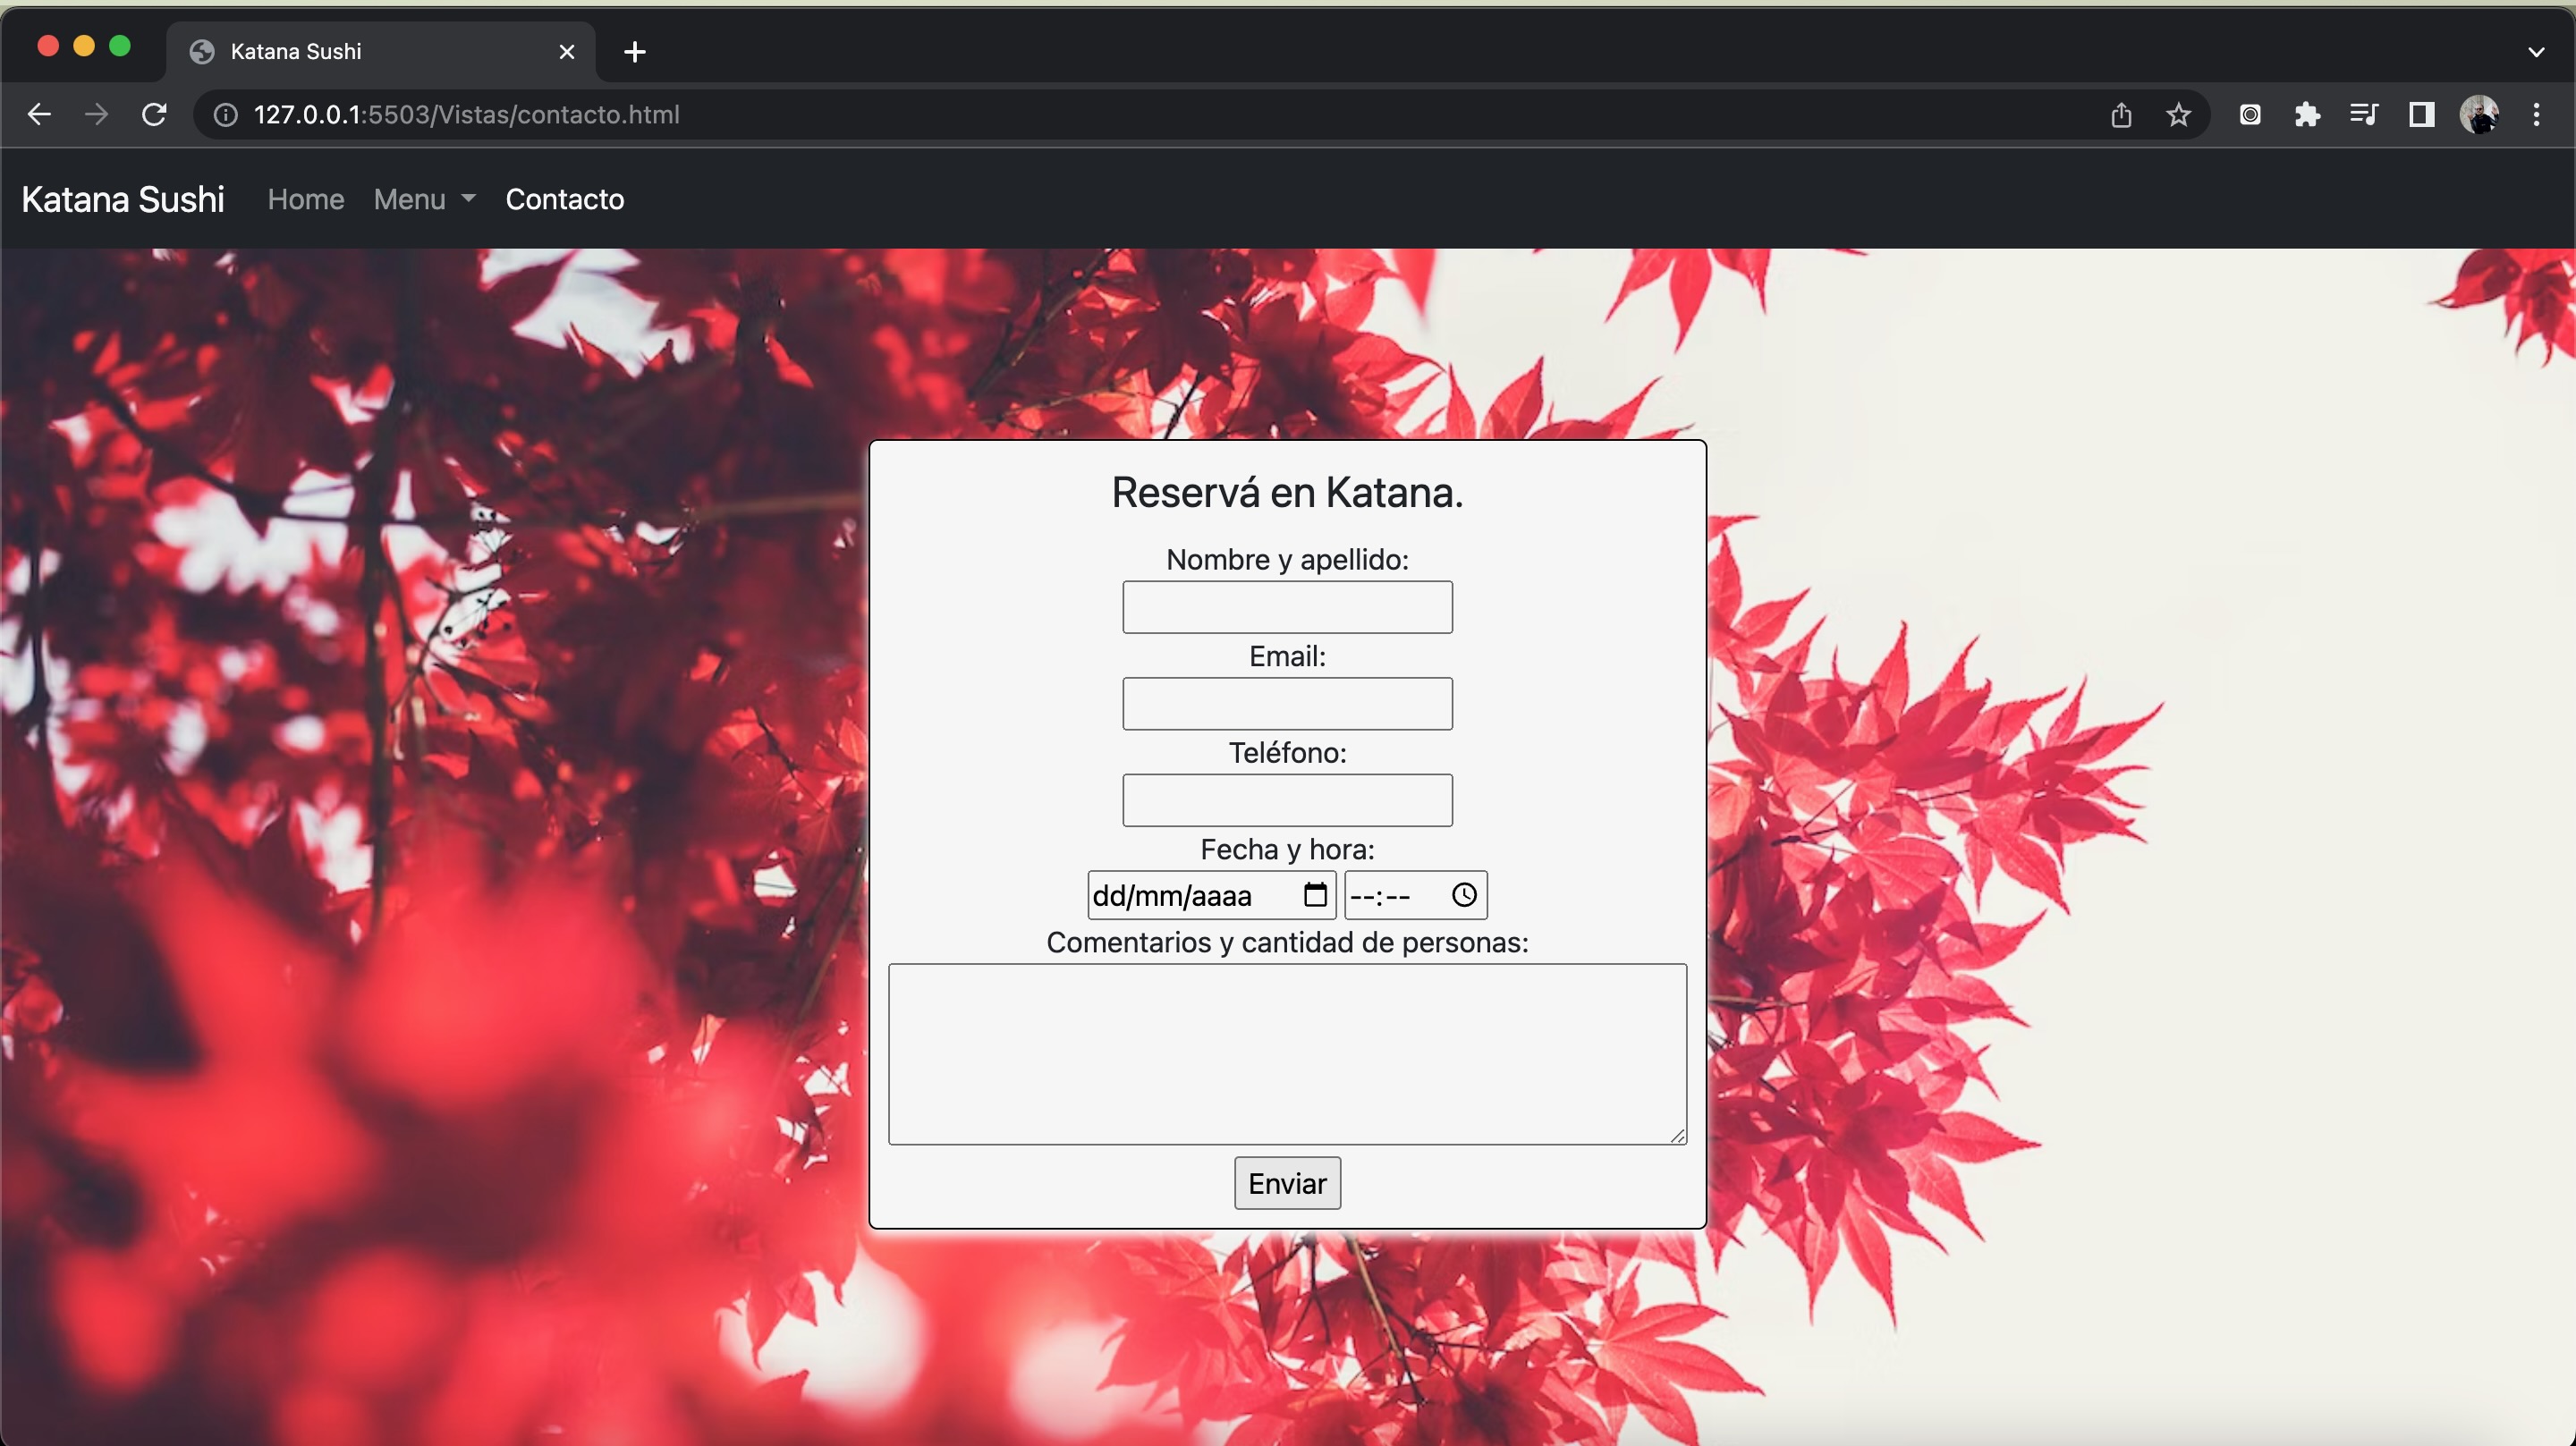 Katana Sushi
127.0.0.1:5503/Vistas/contacto.html
Katana Sushi Home Menu Contacto
Reservá en Katana.
Nombre y apellido:
Email:
Teléfono:
Fecha y hora:
dd/mm/aaaa --:--
Comentarios y cantidad de personas:
Enviar